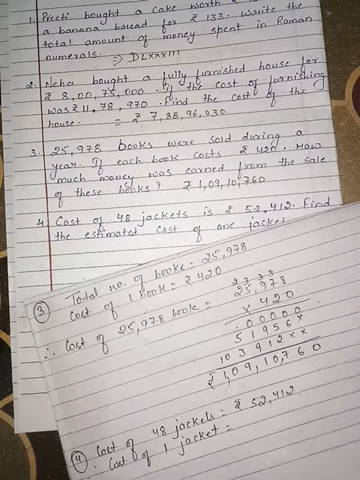 1. Preeti bought a cake worth
a banana bread for ₹ 133. Write the
total amount of money spent in Roman
numerals. ⇒ DLXXXIII
2. Neha bought a fully furnished house for
₹ 8,00,75,000. If the cost of furnishing
was ₹ 11,78,970. Find the cost of the
house. = ₹ 7,88,96,030
3. 25,978 books were sold during a
year. If each book costs ₹ 420. How
much money was earned from the sale
of these books? ₹ 1,09,10,760
4. Cost of 48 jackets is ₹ 52,412. Find
the estimated cost of one jacket
③ Total no. of books = 25,978
Cost of 1 book = ₹ 420
∴ Cost of 25,978 book =
25,978
× 420
00000
51956×
103912××
₹ 1,09,10,760
④ Cost of 48 jackets = ₹ 52,412.
∴ Cost of 1 jacket =